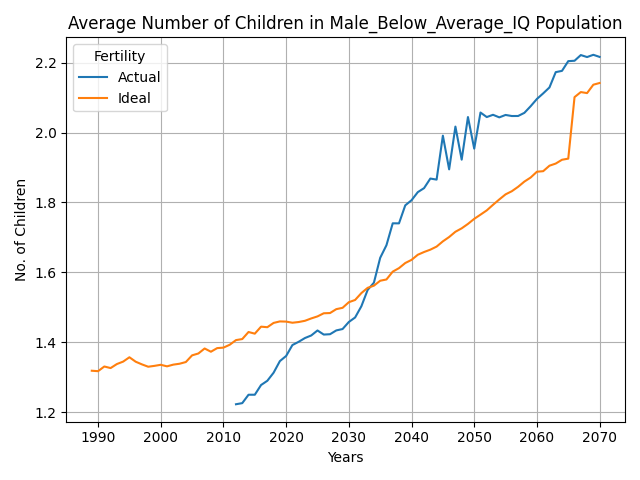 Average Number of Children in Male_Below_Average_IQ Population
Fertility
Actual
Ideal
2.2
2.0
1.8
1.6
1.4
1.2
No. of Children
1990 2000 2010 2020 2030 2040 2050 2060 2070
Years